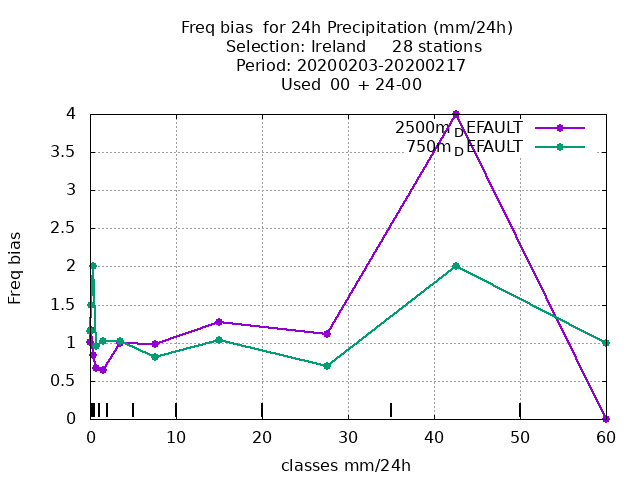 Freq bias  for 24h Precipitation (mm/24h)
Selection: Ireland     28 stations
Period: 20200203-20200217
Used  00 + 24-00
2500m_DEFAULT
750m_DEFAULT
4
3.5
3
2.5
2
1.5
1
0.5
0
Freq bias
0 10 20 30 40 50 60
classes mm/24h